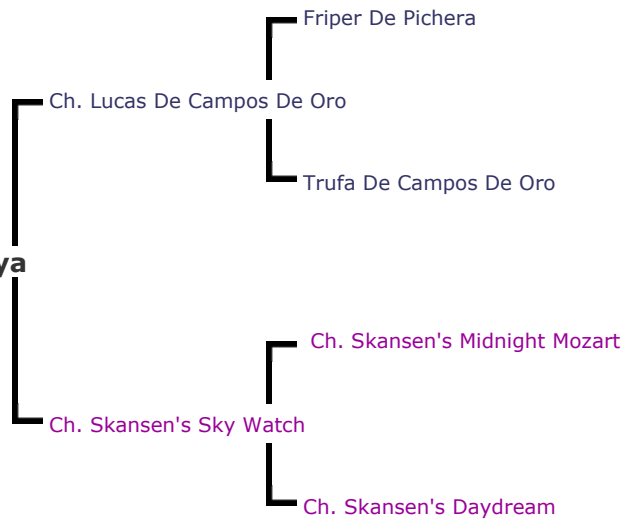 Friper De Pichera
Ch. Lucas De Campos De Oro
Trufa De Campos De Oro
ya
Ch. Skansen's Midnight Mozart
Ch. Skansen's Sky Watch
Ch. Skansen's Daydream